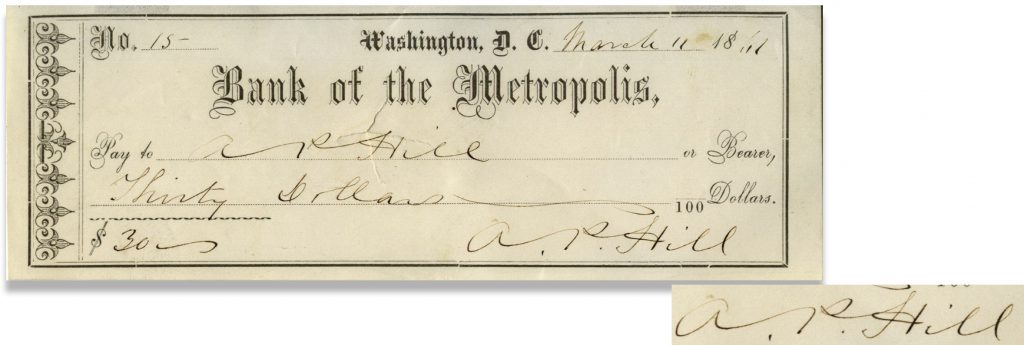 No. 15 Washington, D. C. March 11 1861
Bank of the Metropolis,
Pay to A P Hill or Bearer,
Thirty Dollars 100 Dollars.
$ 30
A. P. Hill
A. P. Hill